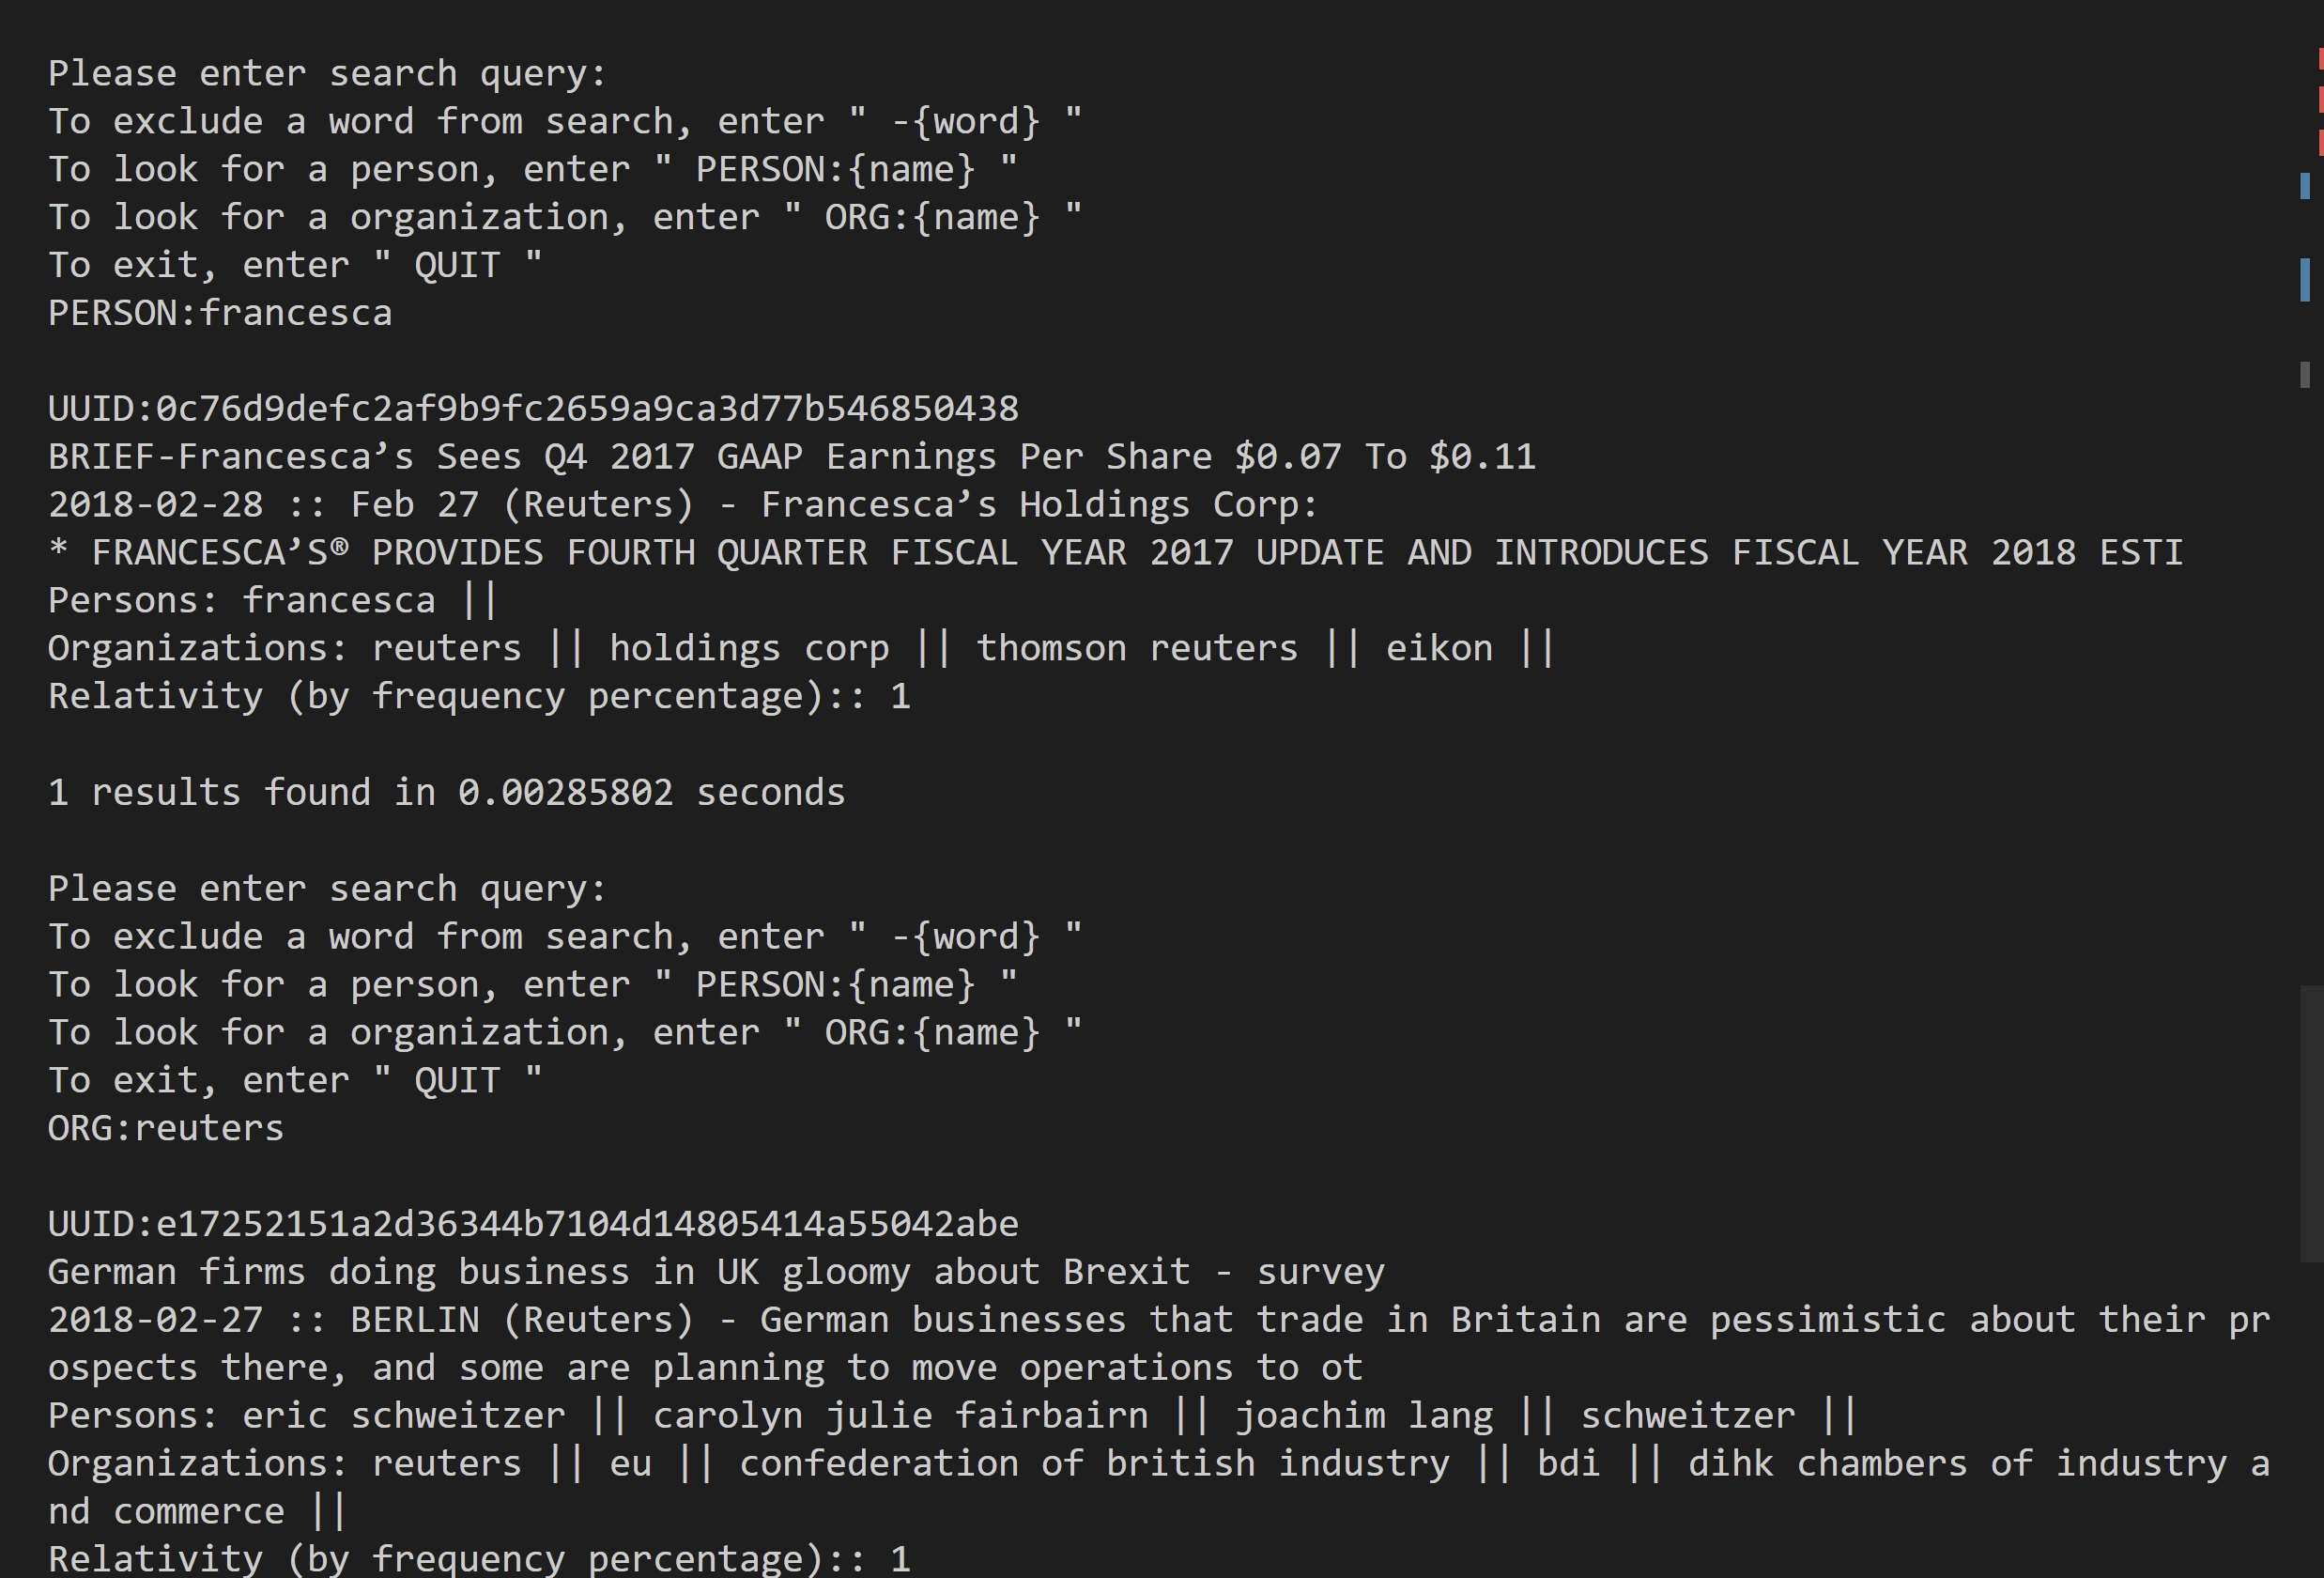 Please enter search query:
To exclude a word from search, enter " -{word} "
To look for a person, enter " PERSON:{name} "
To look for a organization, enter " ORG:{name} "
To exit, enter " QUIT "
PERSON:francesca
UUID:0c76d9defc2af9b9fc2659a9ca3d77b546850438
BRIEF-Francesca’s Sees Q4 2017 GAAP Earnings Per Share $0.07 To $0.11
2018-02-28 :: Feb 27 (Reuters) - Francesca’s Holdings Corp:
* FRANCESCA’S® PROVIDES FOURTH QUARTER FISCAL YEAR 2017 UPDATE AND INTRODUCES FISCAL YEAR 2018 ESTI
Persons: francesca ||
Organizations: reuters || holdings corp || thomson reuters || eikon ||
Relativity (by frequency percentage):: 1
1 results found in 0.00285802 seconds
Please enter search query:
To exclude a word from search, enter " -{word} "
To look for a person, enter " PERSON:{name} "
To look for a organization, enter " ORG:{name} "
To exit, enter " QUIT "
ORG:reuters
UUID:e17252151a2d36344b7104d14805414a55042abe
German firms doing business in UK gloomy about Brexit - survey
2018-02-27 :: BERLIN (Reuters) - German businesses that trade in Britain are pessimistic about their pr
ospects there, and some are planning to move operations to ot
Persons: eric schweitzer || carolyn julie fairbairn || joachim lang || schweitzer ||
Organizations: reuters || eu || confederation of british industry || bdi || dihk chambers of industry a
nd commerce ||
Relativity (by frequency percentage):: 1